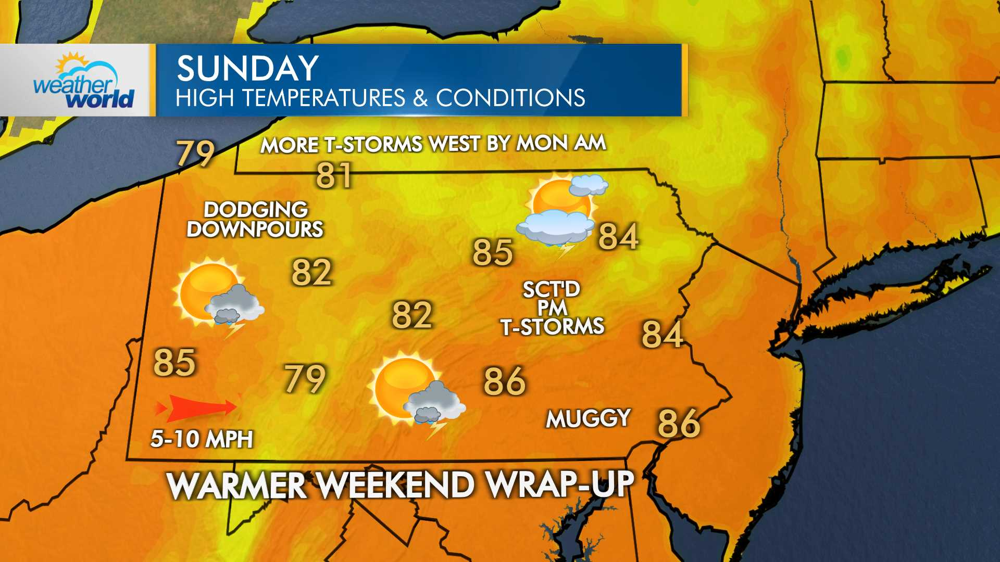 SUNDAY
weather
world
HIGH TEMPERATURES & CONDITIONS
MORE T-STORMS WEST BY MON AM
79
81
DODGING
DOWNPOURS
84
85
82
SCT'D
PM
T-STORMS
82
84
85
79
86
MUGGY
86
5-10 MPH
WARMER WEEKEND WRAP-UP